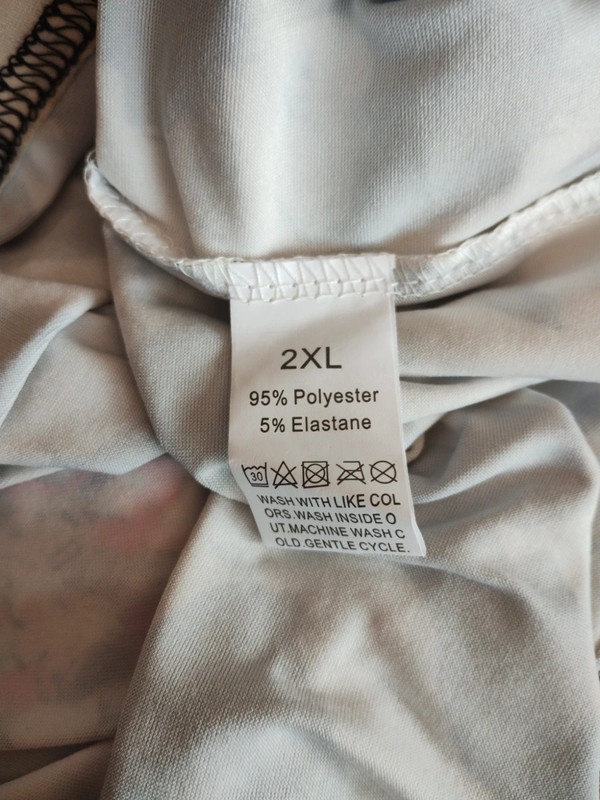 2XL
95% Polyester
5% Elastane
30
WASH WITH LIKE COL
ORS.WASH INSIDE O
UT.MACHINE WASH C
OLD.GENTLE CYCLE.